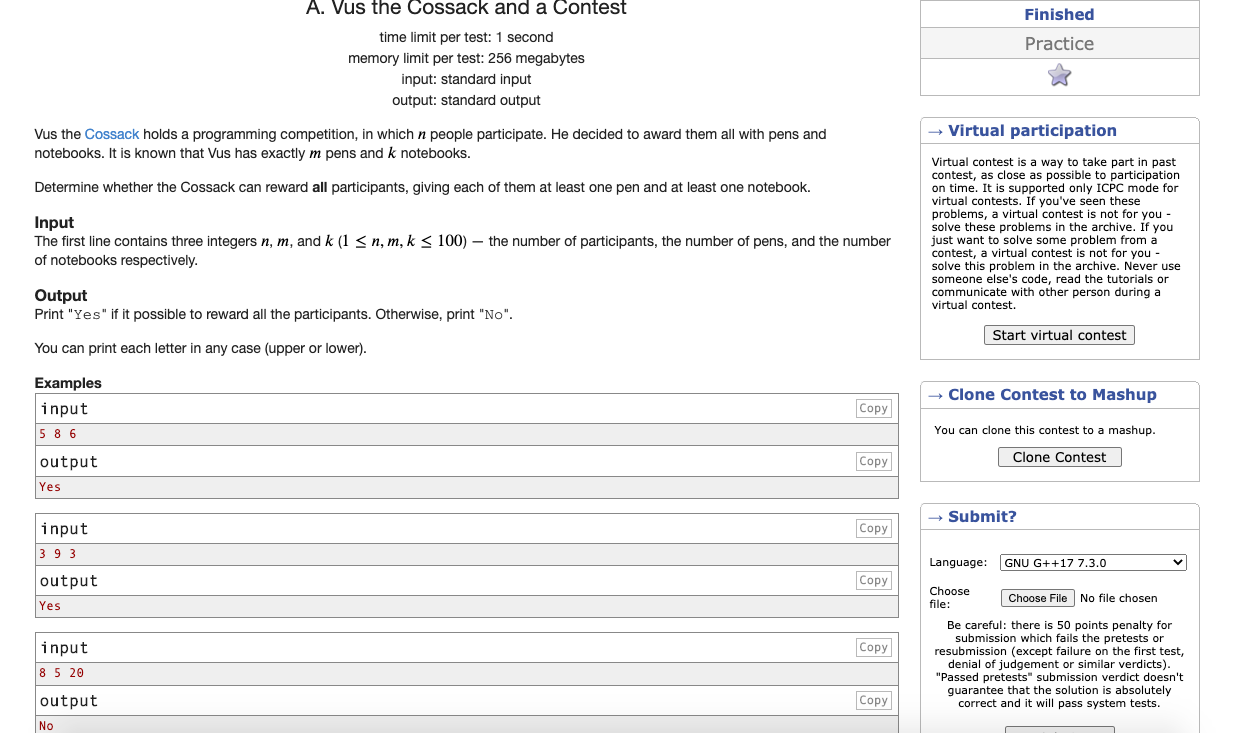 A. Vus the Cossack and a Contest
time limit per test: 1 second
memory limit per test: 256 megabytes
input: standard input
output: standard output
Vus the Cossack holds a programming competition, in which n people participate. He decided to award them all with pens and
notebooks. It is known that Vus has exactly m pens and k notebooks.
Determine whether the Cossack can reward all participants, giving each of them at least one pen and at least one notebook.
Input
The first line contains three integers n, m, and k (1 ≤ n, m, k ≤ 100) — the number of participants, the number of pens, and the number
of notebooks respectively.
Output
Print "Yes" if it possible to reward all the participants. Otherwise, print "No".
You can print each letter in any case (upper or lower).
Examples
input
Copy
5 8 6
output
Copy
Yes
input
Copy
3 9 3
output
Copy
Yes
input
Copy
8 5 20
output
Copy
No
Finished
Practice
→ Virtual participation
Virtual contest is a way to take part in past
contest, as close as possible to participation
on time. It is supported only ICPC mode for
virtual contests. If you've seen these
problems, a virtual contest is not for you -
solve these problems in the archive. If you
just want to solve some problem from a
contest, a virtual contest is not for you -
solve this problem in the archive. Never use
someone else's code, read the tutorials or
communicate with other person during a
virtual contest.
Start virtual contest
→ Clone Contest to Mashup
You can clone this contest to a mashup.
Clone Contest
→ Submit?
Language: GNU G++17 7.3.0
Choose
file:
Choose File No file chosen
Be careful: there is 50 points penalty for
submission which fails the pretests or
resubmission (except failure on the first test,
denial of judgement or similar verdicts).
"Passed pretests" submission verdict doesn't
guarantee that the solution is absolutely
correct and it will pass system tests.